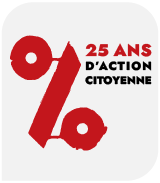 %
25 ANS
D'ACTION
CITOYENNE